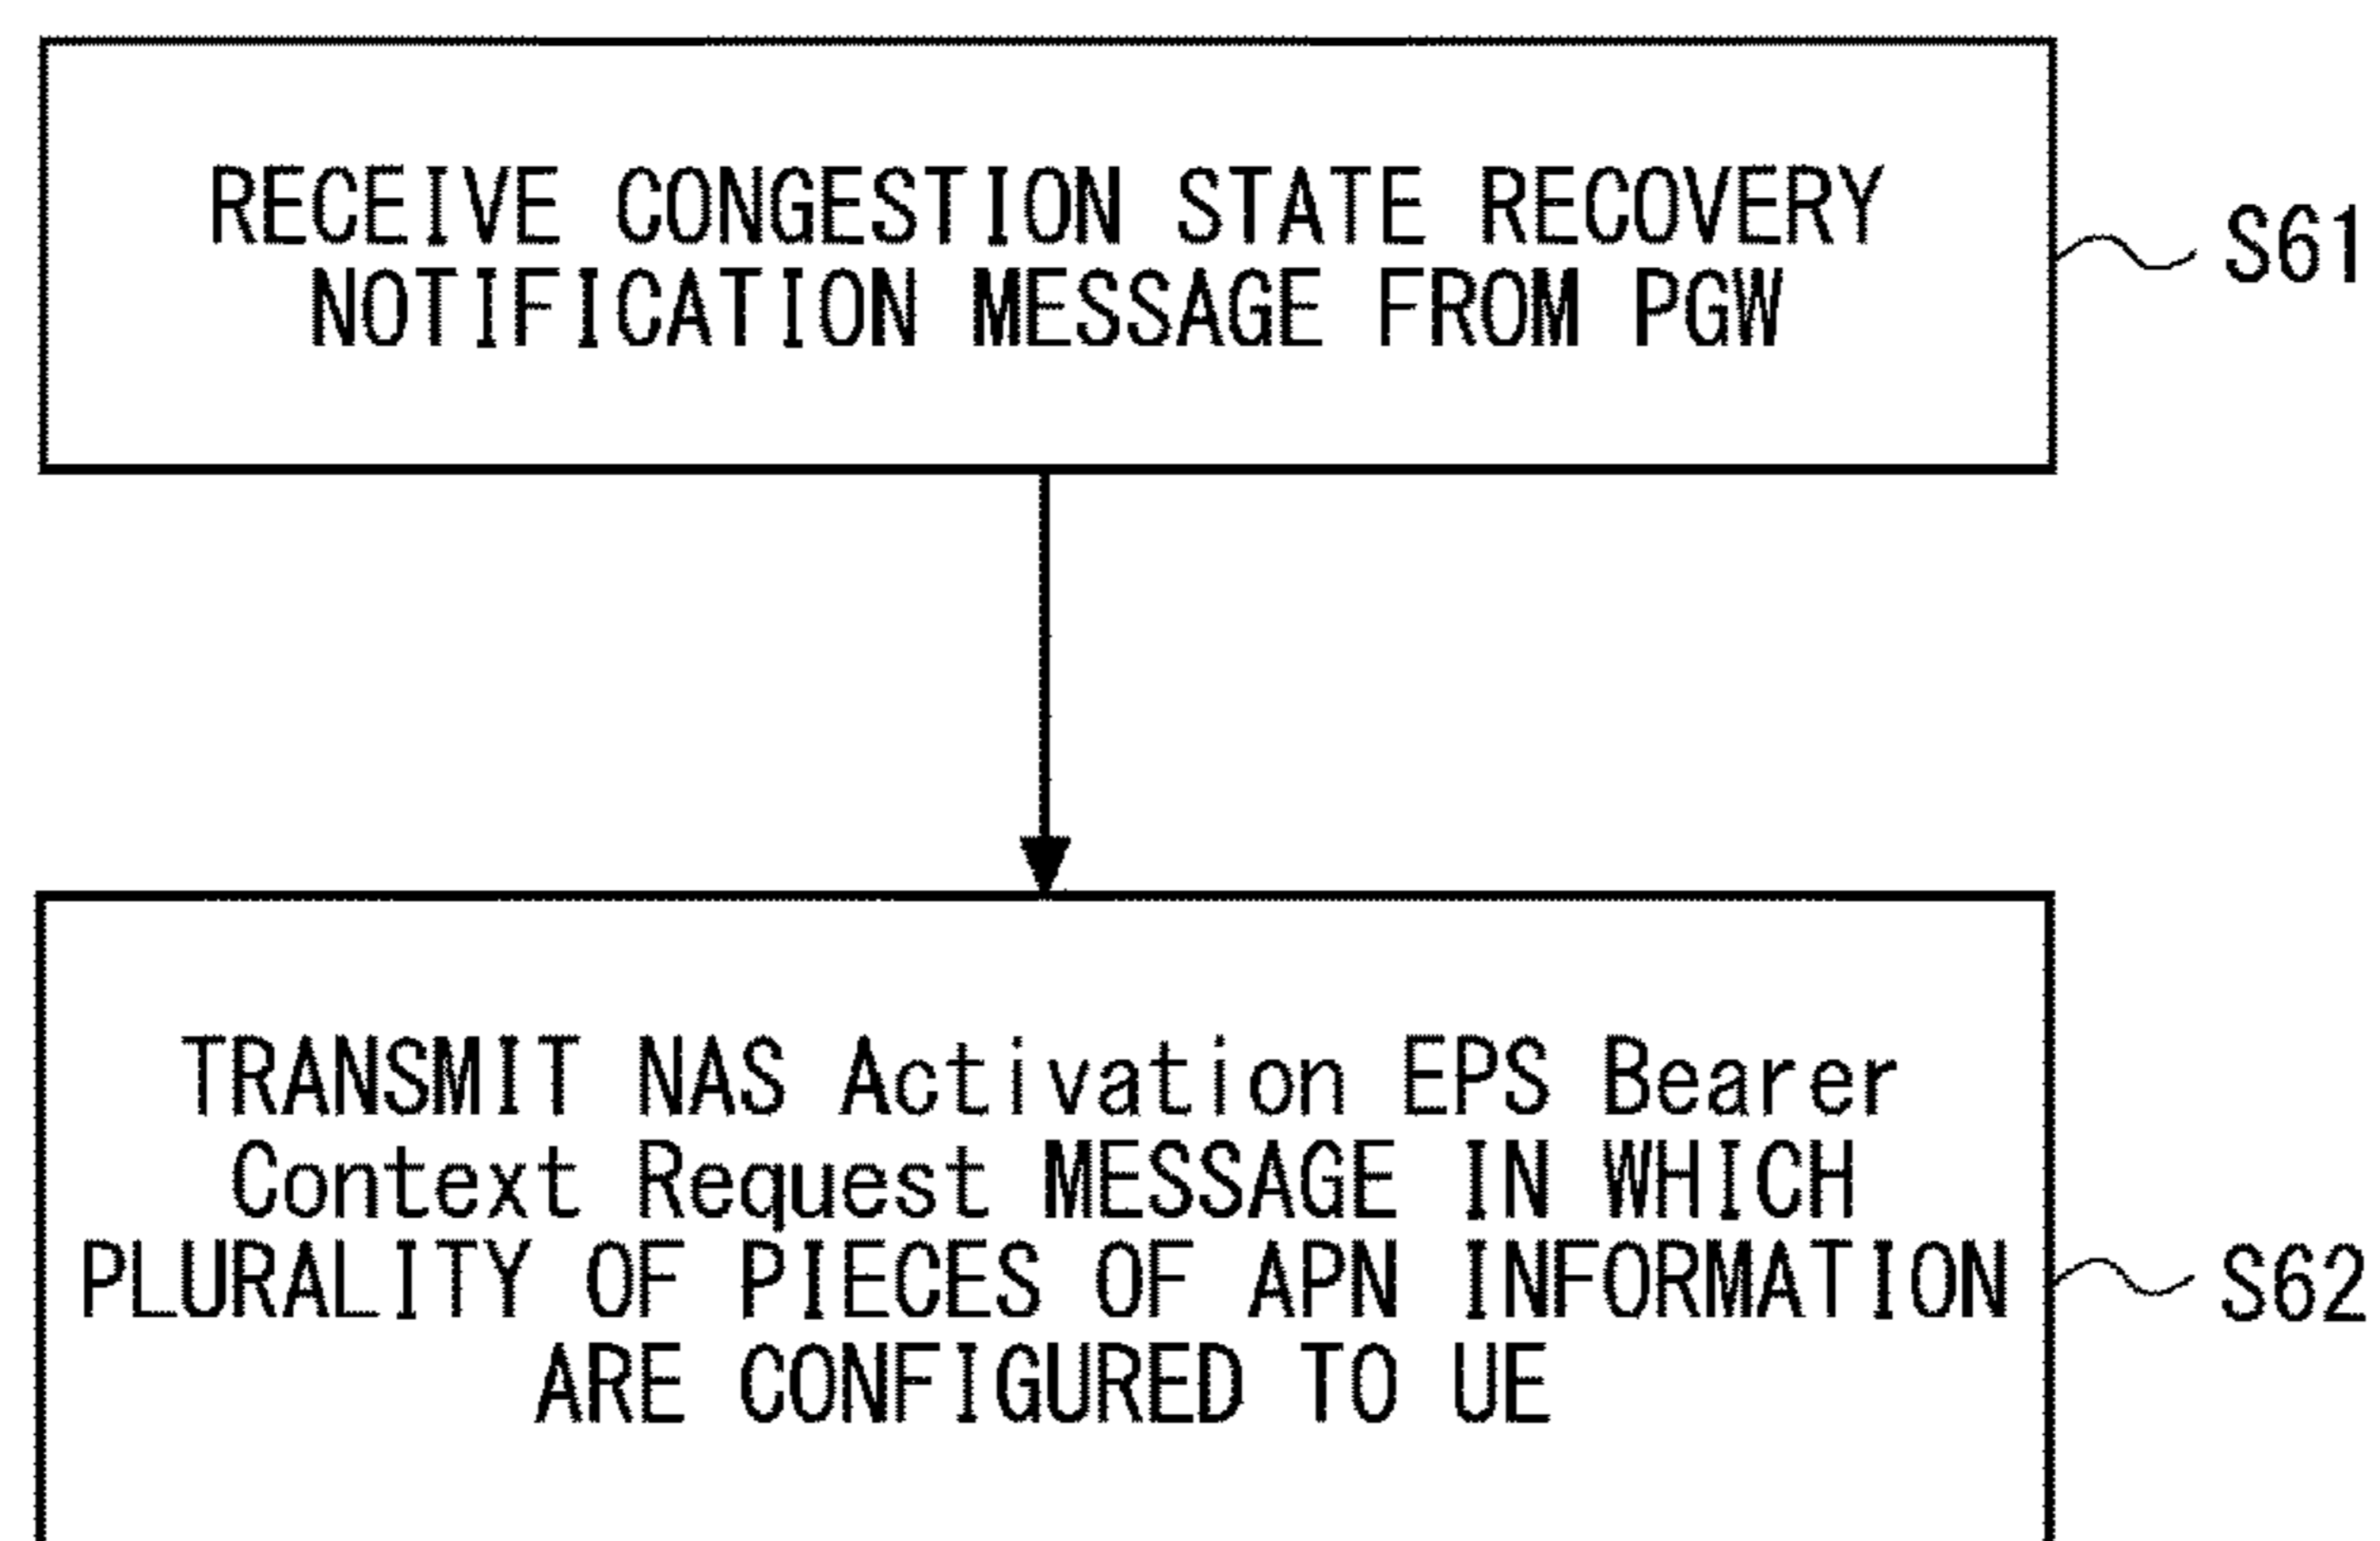 RECEIVE CONGESTION STATE RECOVERY
NOTIFICATION MESSAGE FROM PGW
S61
TRANSMIT NAS Activation EPS Bearer
Context Request MESSAGE IN WHICH
PLURALITY OF PIECES OF APN INFORMATION
ARE CONFIGURED TO UE
S62